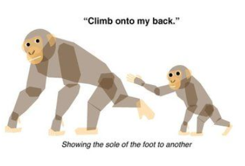 “Climb onto my back.”
Showing the sole of the foot to another